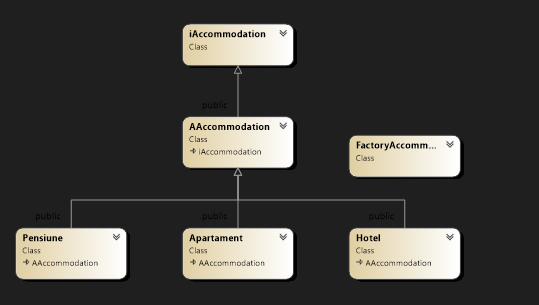 iAccommodation
Class
public
AAccommodation
Class
iAccommodation
FactoryAccomm...
Class
public
public
public
Pensiune
Class
AAccommodation
Apartament
Class
AAccommodation
Hotel
Class
AAccommodation